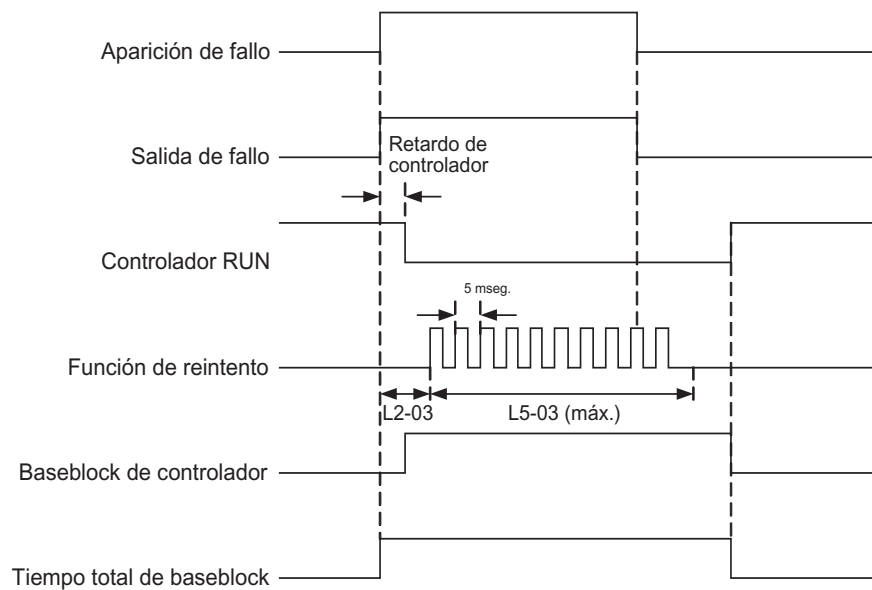 Aparición de fallo
Salida de fallo
Retardo de
controlador
Controlador RUN
5 mseg.
Función de reintento
L2-03
L5-03 (máx.)
Baseblock de controlador
Tiempo total de baseblock